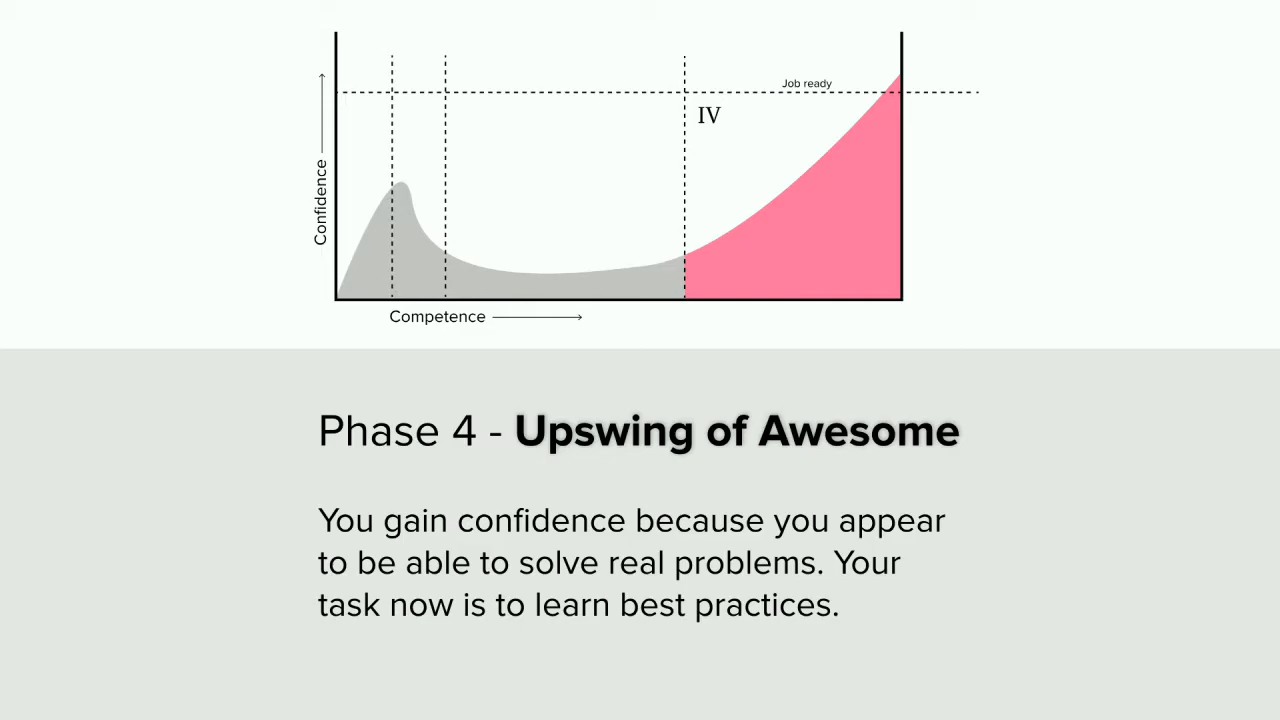 Job ready
IV
Confidence
Competence
Phase 4 - Upswing of Awesome
You gain confidence because you appear
to be able to solve real problems. Your
task now is to learn best practices.